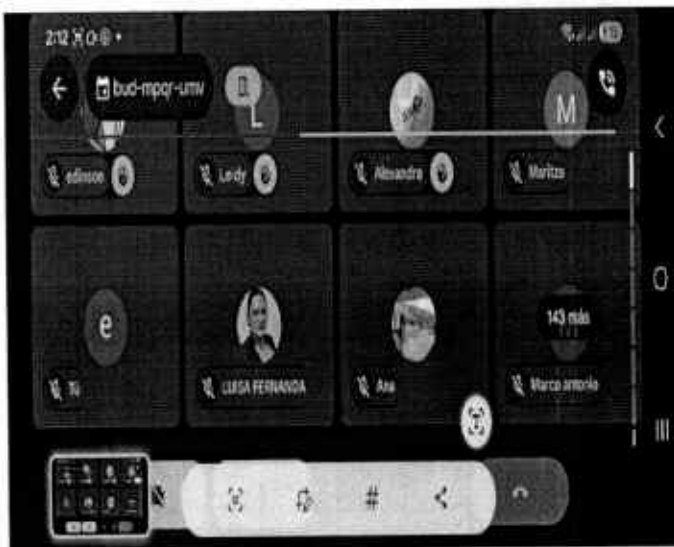 2:12
bud-mpqr-umv
L
M
edinson
Leidy
Alexandra
Maritza
e
143 más
Tú
LUISA FERNANDA
Ana
Marco antonio
#